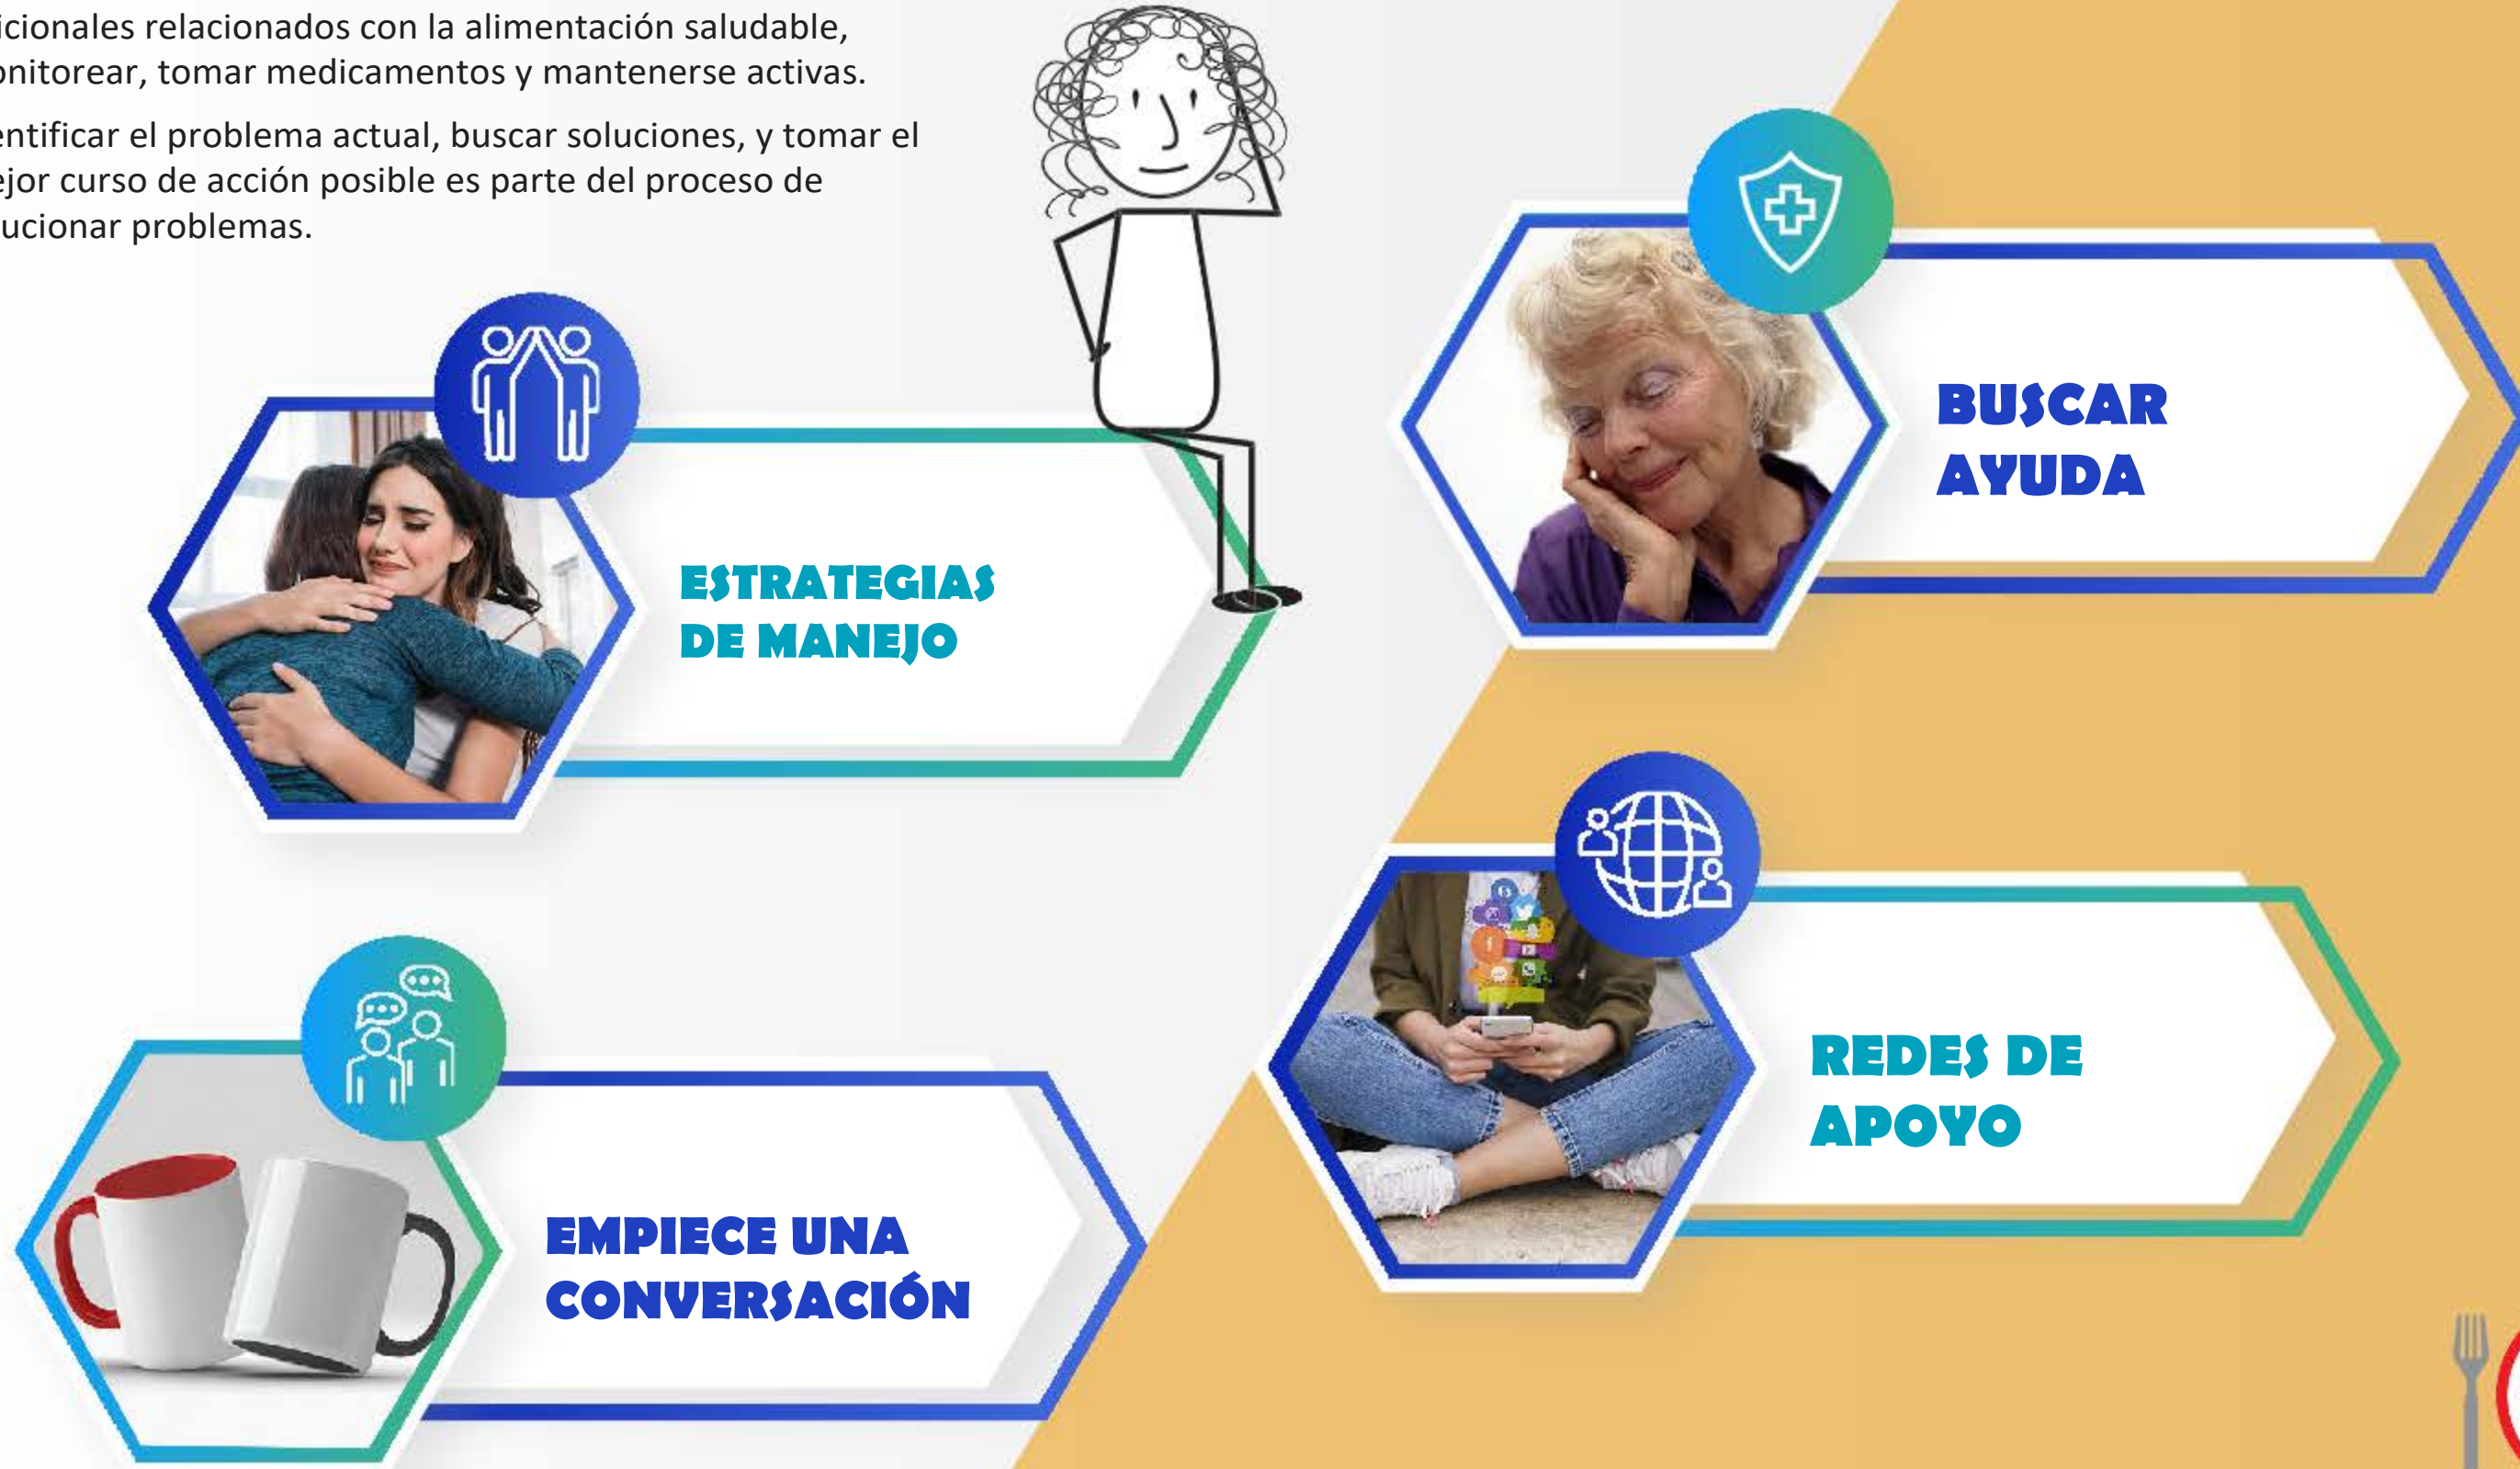 icionales relacionados con la alimentación saludable,
onitorear, tomar medicamentos y mantenerse activas.
entificar el problema actual, buscar soluciones, y tomar el
ejor curso de acción posible es parte del proceso de
lucionar problemas.
ESTRATEGIAS
DE MANEJO
BUSCAR
AYUDA
EMPIECE UNA
CONVERSACIÓN
REDES DE
APOYO